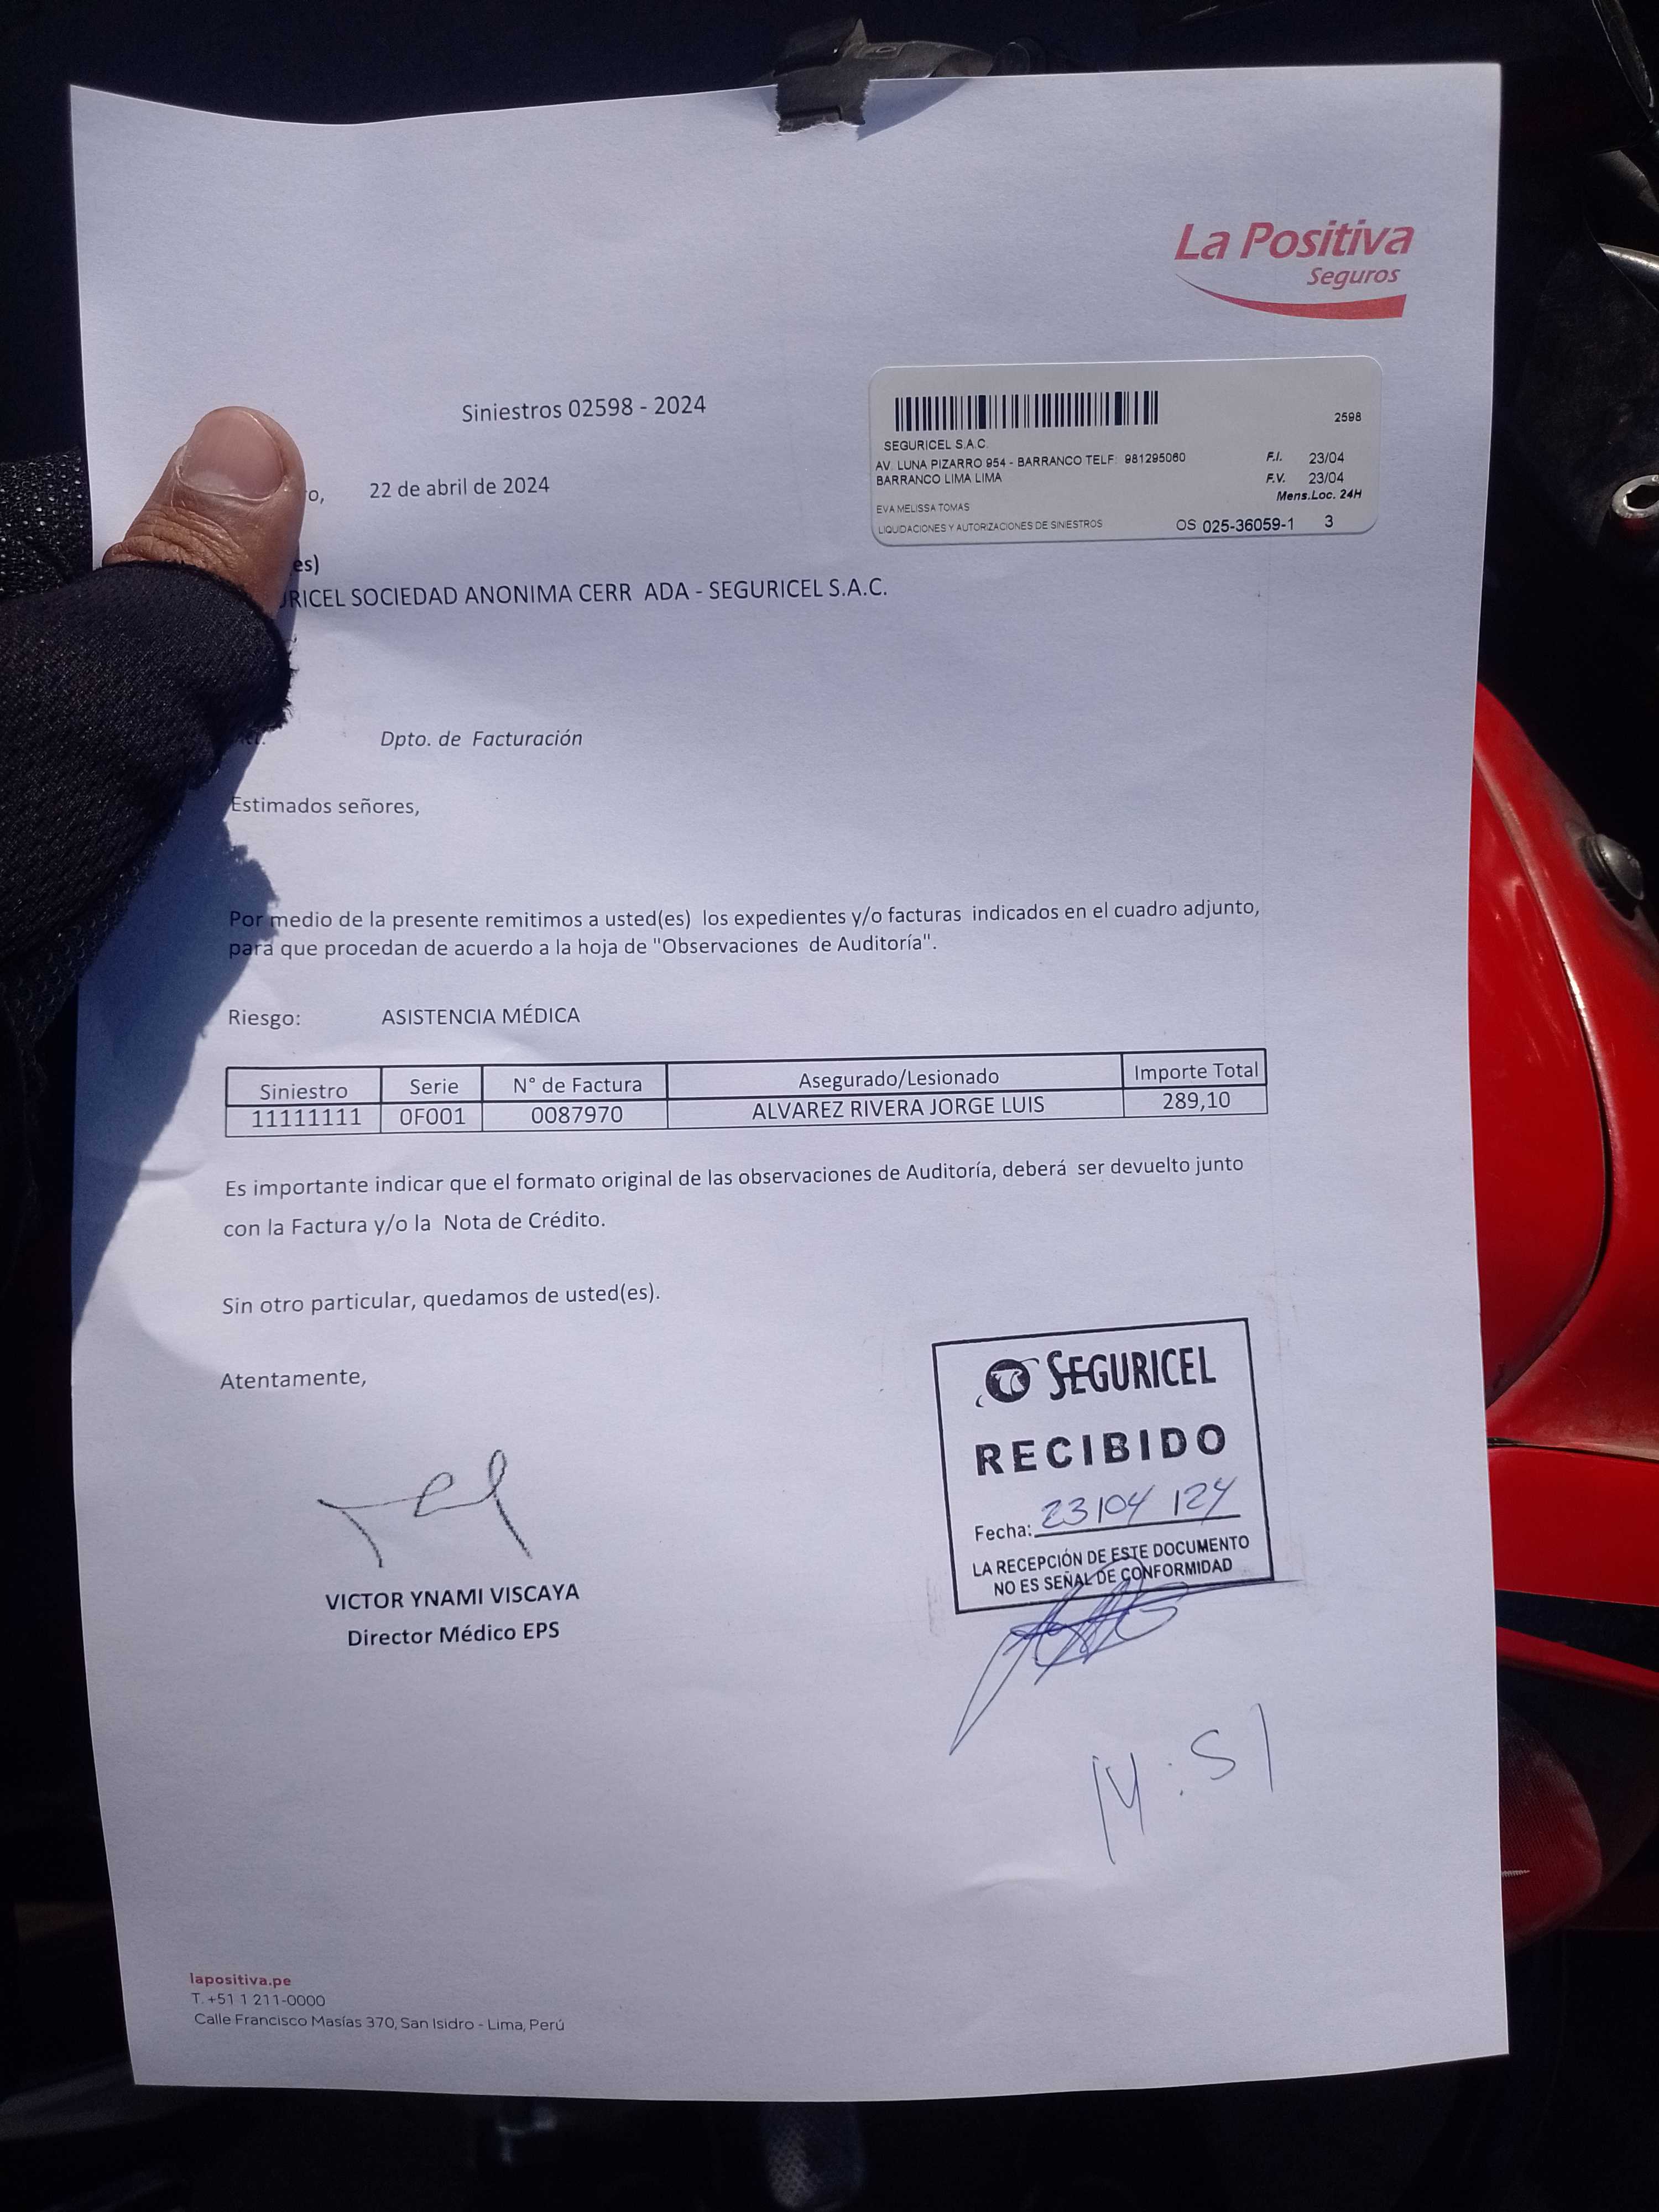 La Positiva
Seguros
Siniestros 02598 - 2024
2598
SEGURICEL S.A.C.
AV. LUNA PIZARRO 954 - BARRANCO TELF: 981295060
BARRANCO LIMA LIMA
F.I. 23/04
F.V. 23/04
Mens.Loc. 24H
EVA MELISSA TOMAS
LIQUIDACIONES Y AUTORIZACIONES DE SINIESTROS
OS 025-36059-1 3
o, 22 de abril de 2024
es)
RICEL SOCIEDAD ANONIMA CERR ADA - SEGURICEL S.A.C.
Dpto. de Facturación
Estimados señores,
Por medio de la presente remitimos a usted(es) los expedientes y/o facturas indicados en el cuadro adjunto,
para que procedan de acuerdo a la hoja de "Observaciones de Auditoría".
Riesgo: ASISTENCIA MÉDICA
Siniestro Serie N° de Factura Asegurado/Lesionado Importe Total
11111111 0F001 0087970 ALVAREZ RIVERA JORGE LUIS 289,10
Es importante indicar que el formato original de las observaciones de Auditoría, deberá ser devuelto junto
con la Factura y/o la Nota de Crédito.
Sin otro particular, quedamos de usted(es).
Atentamente,
VICTOR YNAMI VISCAYA
Director Médico EPS
SEGURICEL
RECIBIDO
Fecha: 23/04/24
LA RECEPCIÓN DE ESTE DOCUMENTO
NO ES SEÑAL DE CONFORMIDAD
14:51
lapositiva.pe
T. +51 1 211-0000
Calle Francisco Masías 370, San Isidro - Lima, Perú